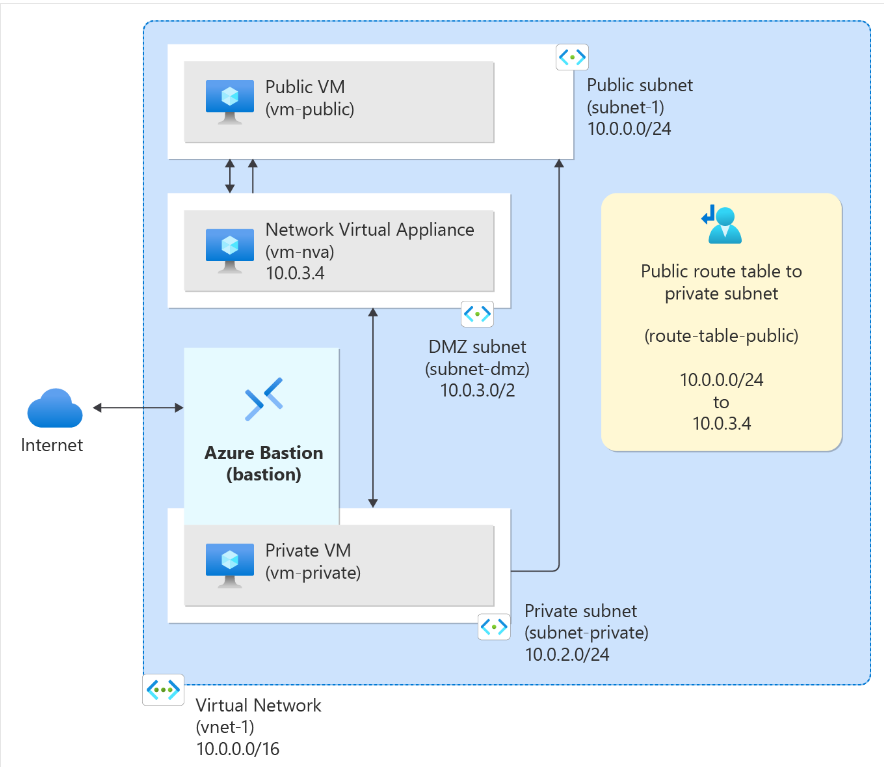 Public VM
(vm-public)
Public subnet
(subnet-1)
10.0.0.0/24
Network Virtual Appliance
(vm-nva)
10.0.3.4
DMZ subnet
(subnet-dmz)
10.0.3.0/2
Public route table to
private subnet
(route-table-public)
10.0.0.0/24
to
10.0.3.4
Internet
Azure Bastion
(bastion)
Private VM
(vm-private)
Private subnet
(subnet-private)
10.0.2.0/24
Virtual Network
(vnet-1)
10.0.0.0/16